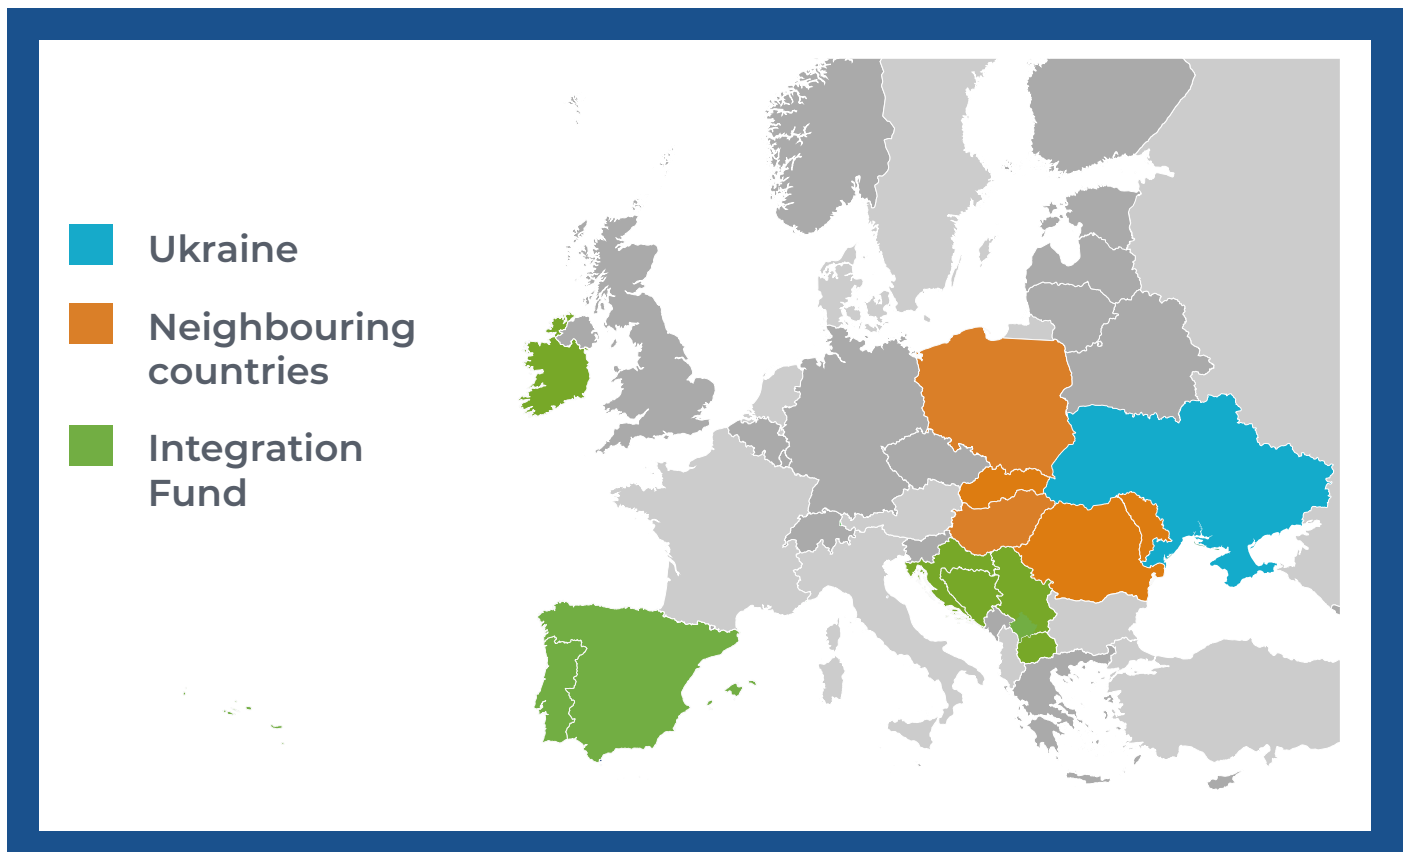 Ukraine
Neighbouring
countries
Integration
Fund